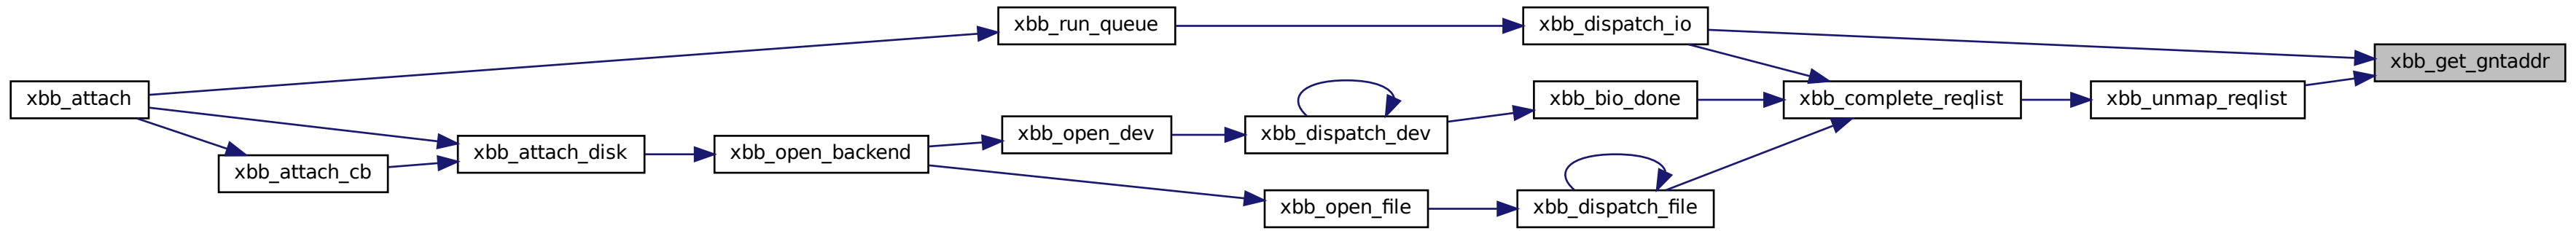 xbb_run_queue
xbb_dispatch_io
xbb_get_gntaddr
xbb_attach
xbb_bio_done
xbb_complete_reqlist
xbb_unmap_reqlist
xbb_open_dev
xbb_dispatch_dev
xbb_attach_disk
xbb_open_backend
xbb_attach_cb
xbb_open_file
xbb_dispatch_file